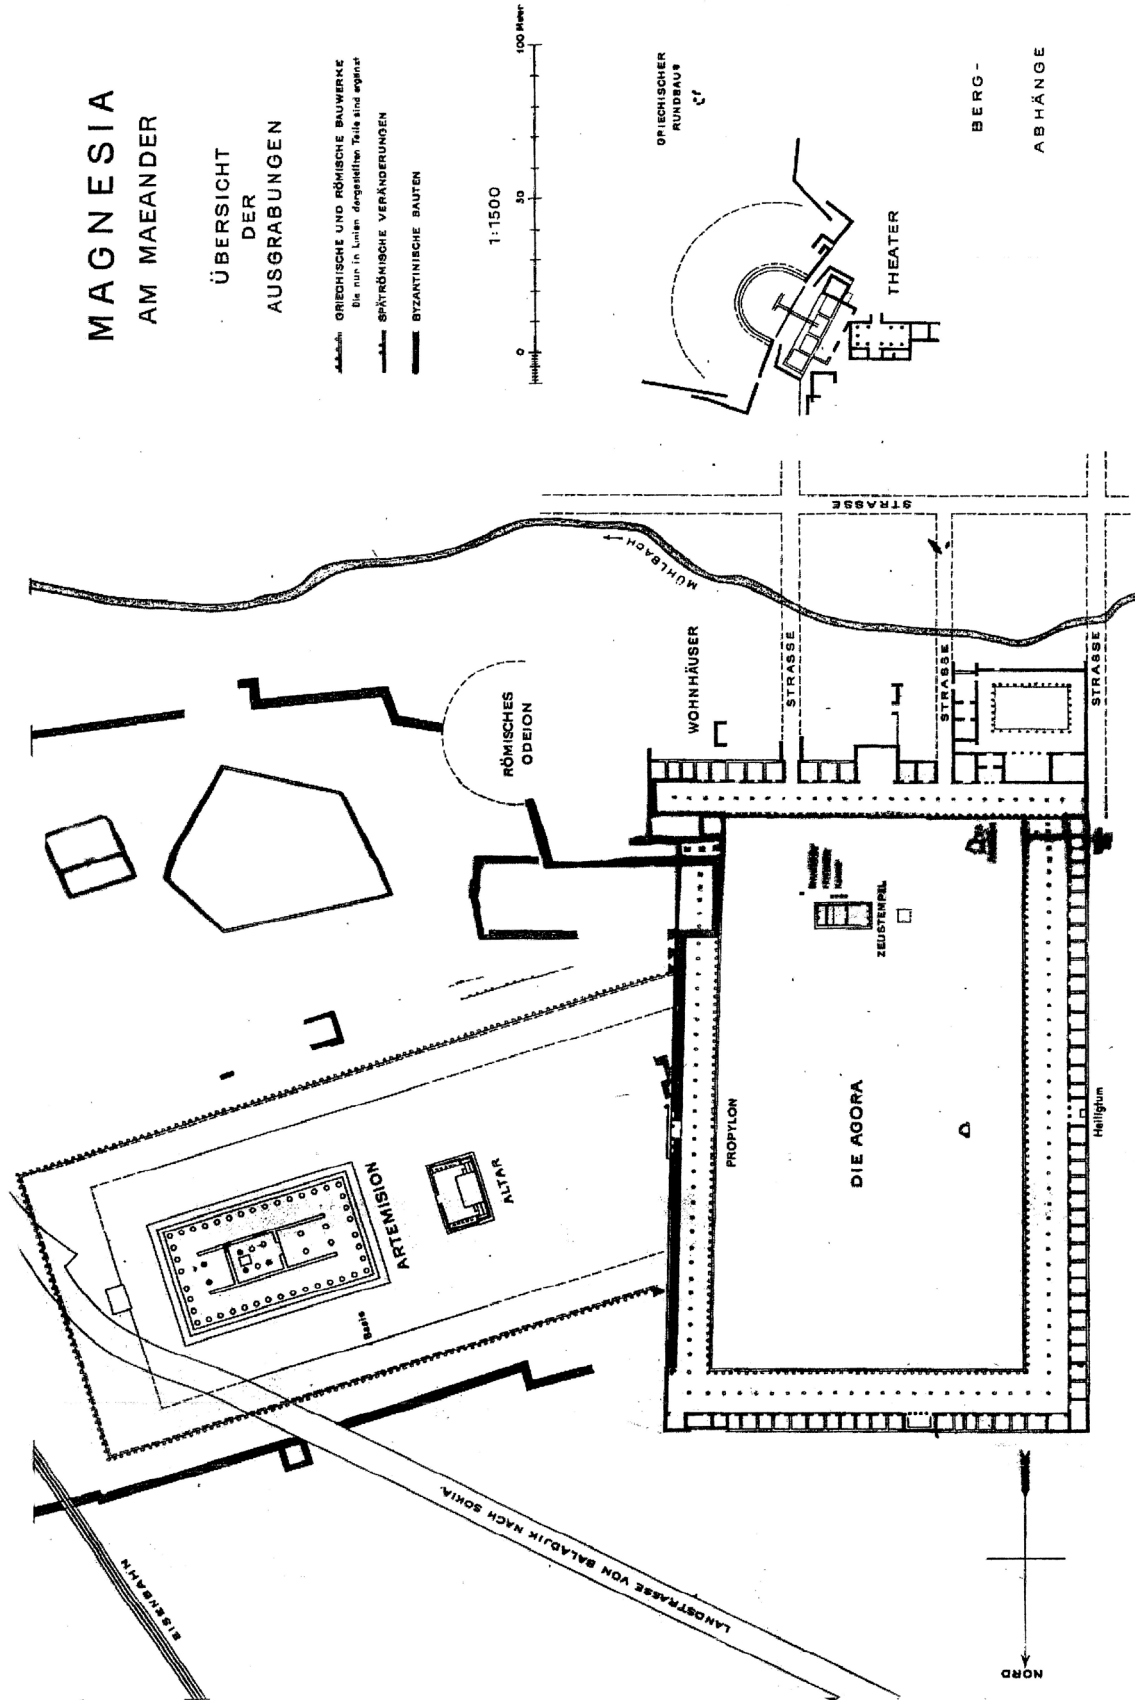 MAGNESIA
AM MAEANDER
ÜBERSICHT
DER
AUSGRABUNGEN
GRIECHISCHE UND RÖMISCHE BAUWERKE
Die nur in Linien dargestellten Teile sind ergänzt
SPÄTRÖMISCHE VERÄNDERUNGEN
BYZANTINISCHE BAUTEN
1:1500
0
50
100 Meter
GRIECHISCHER
RUNDBAU
BERG-
ABHÄNGE
THEATER
STRASSE
MÜHLBACH
WOHNHÄUSER
STRASSE
STRASSE
STRASSE
RÖMISCHES
ODEION
ZEUSTEMPEL
PROPYLON
DIE AGORA
Heiligtum
ARTEMISION
ALTAR
Basis
LANDSTRASSE VON BALADJIK NACH SOKIA.
EISENBAHN
NORD